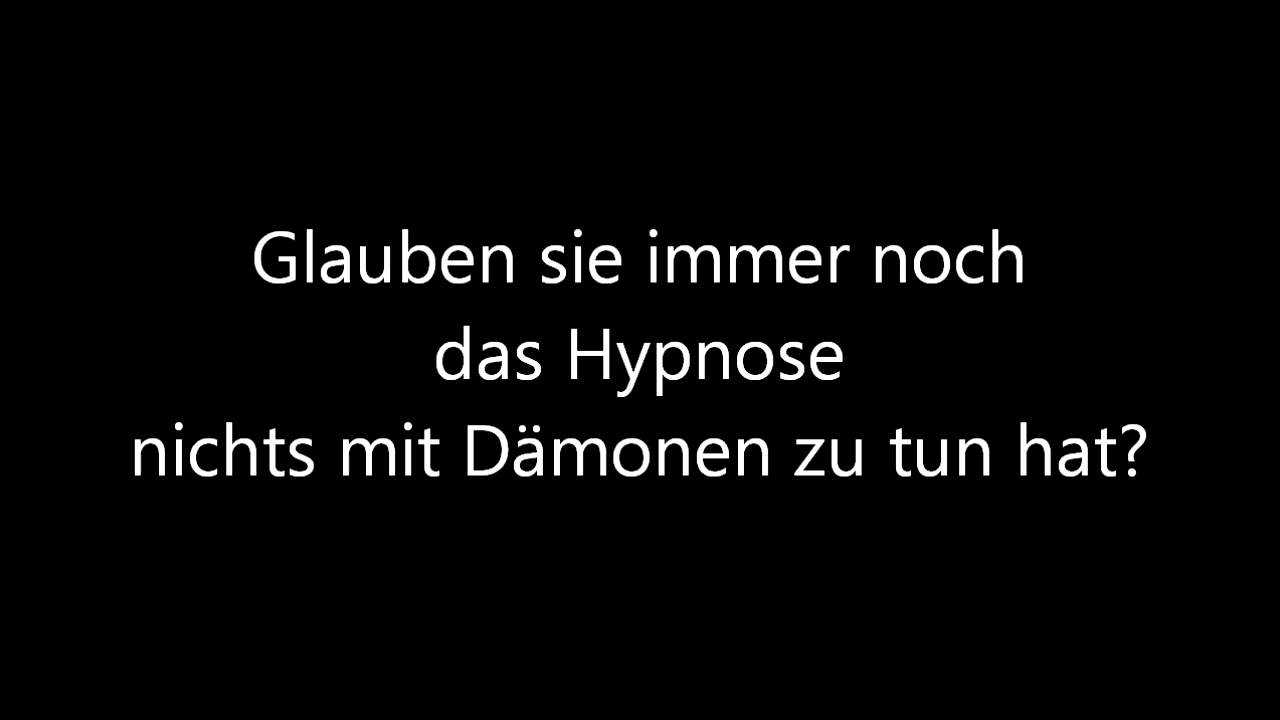 Glauben sie immer noch
das Hypnose
nichts mit Dämonen zu tun hat?